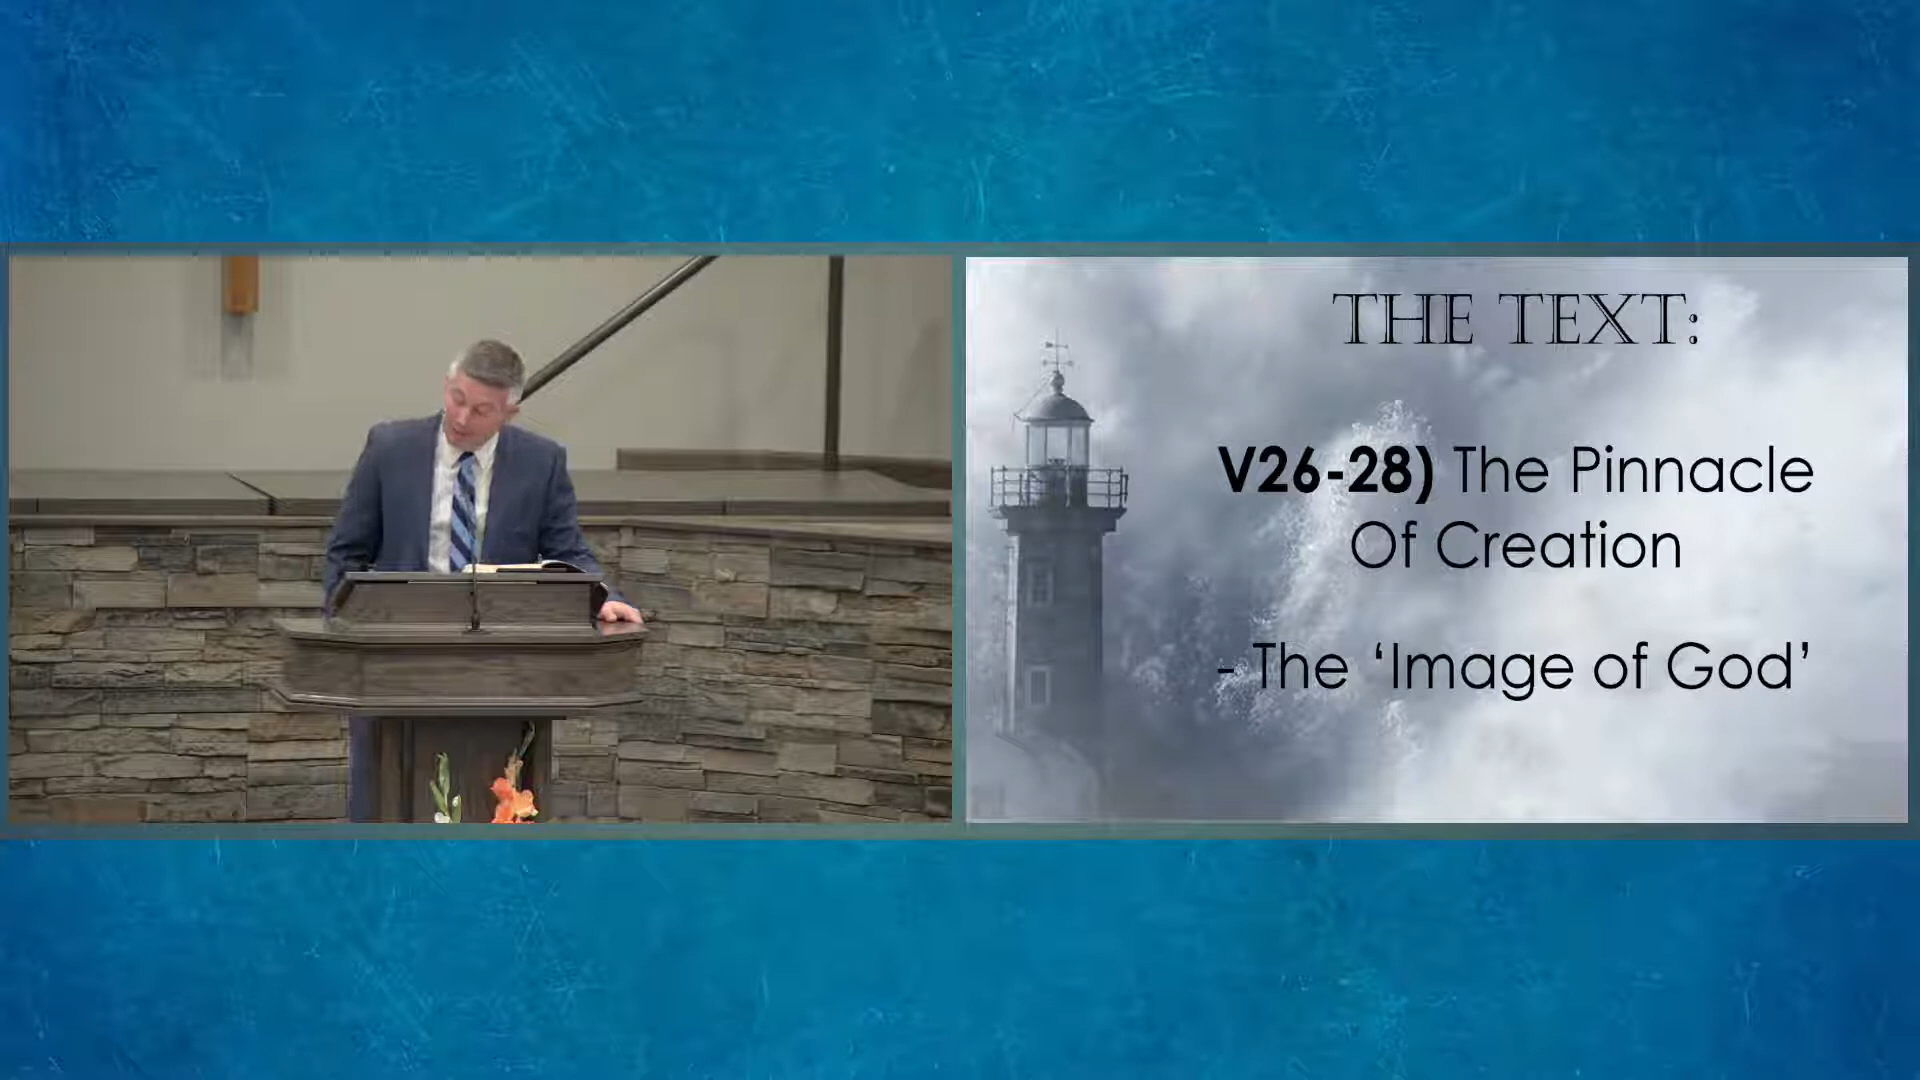 THE TEXT:
V26-28) The Pinnacle
Of Creation
- The ‘Image of God’